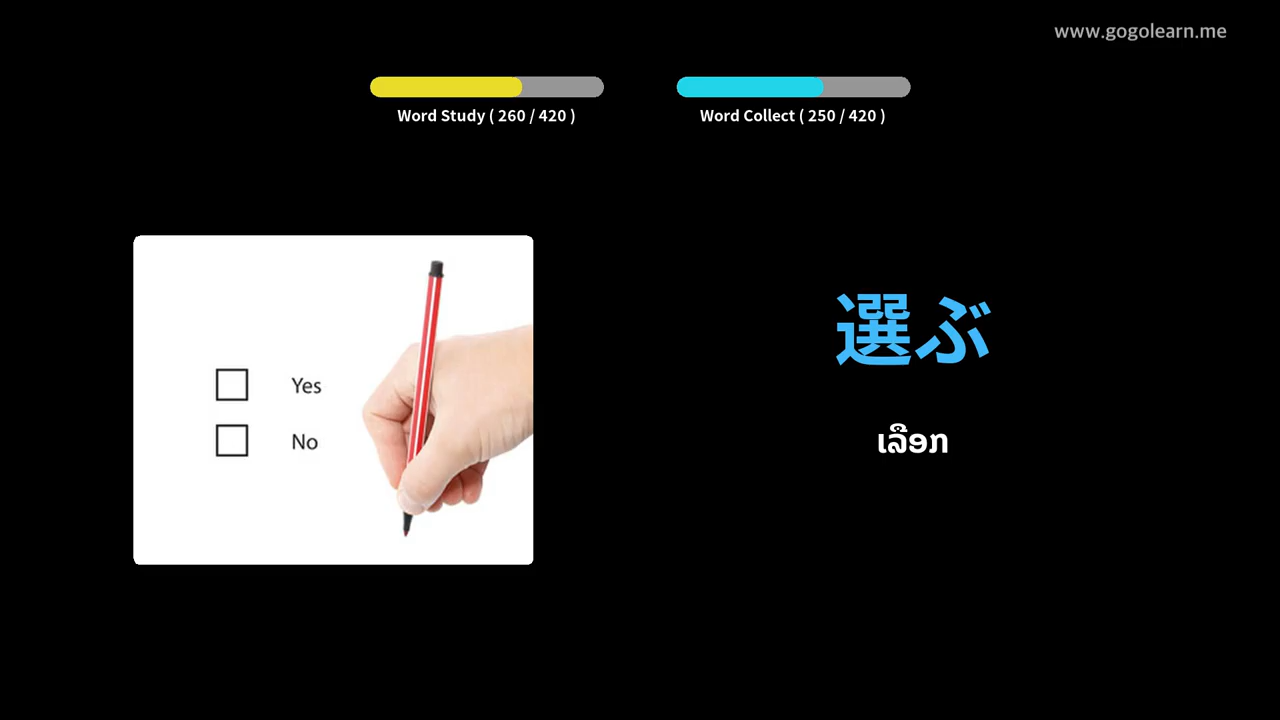 www.gogolearn.me
Word Study ( 260 / 420 )
Word Collect ( 250 / 420 )
Yes
No
選ぶ
ເລືອກ